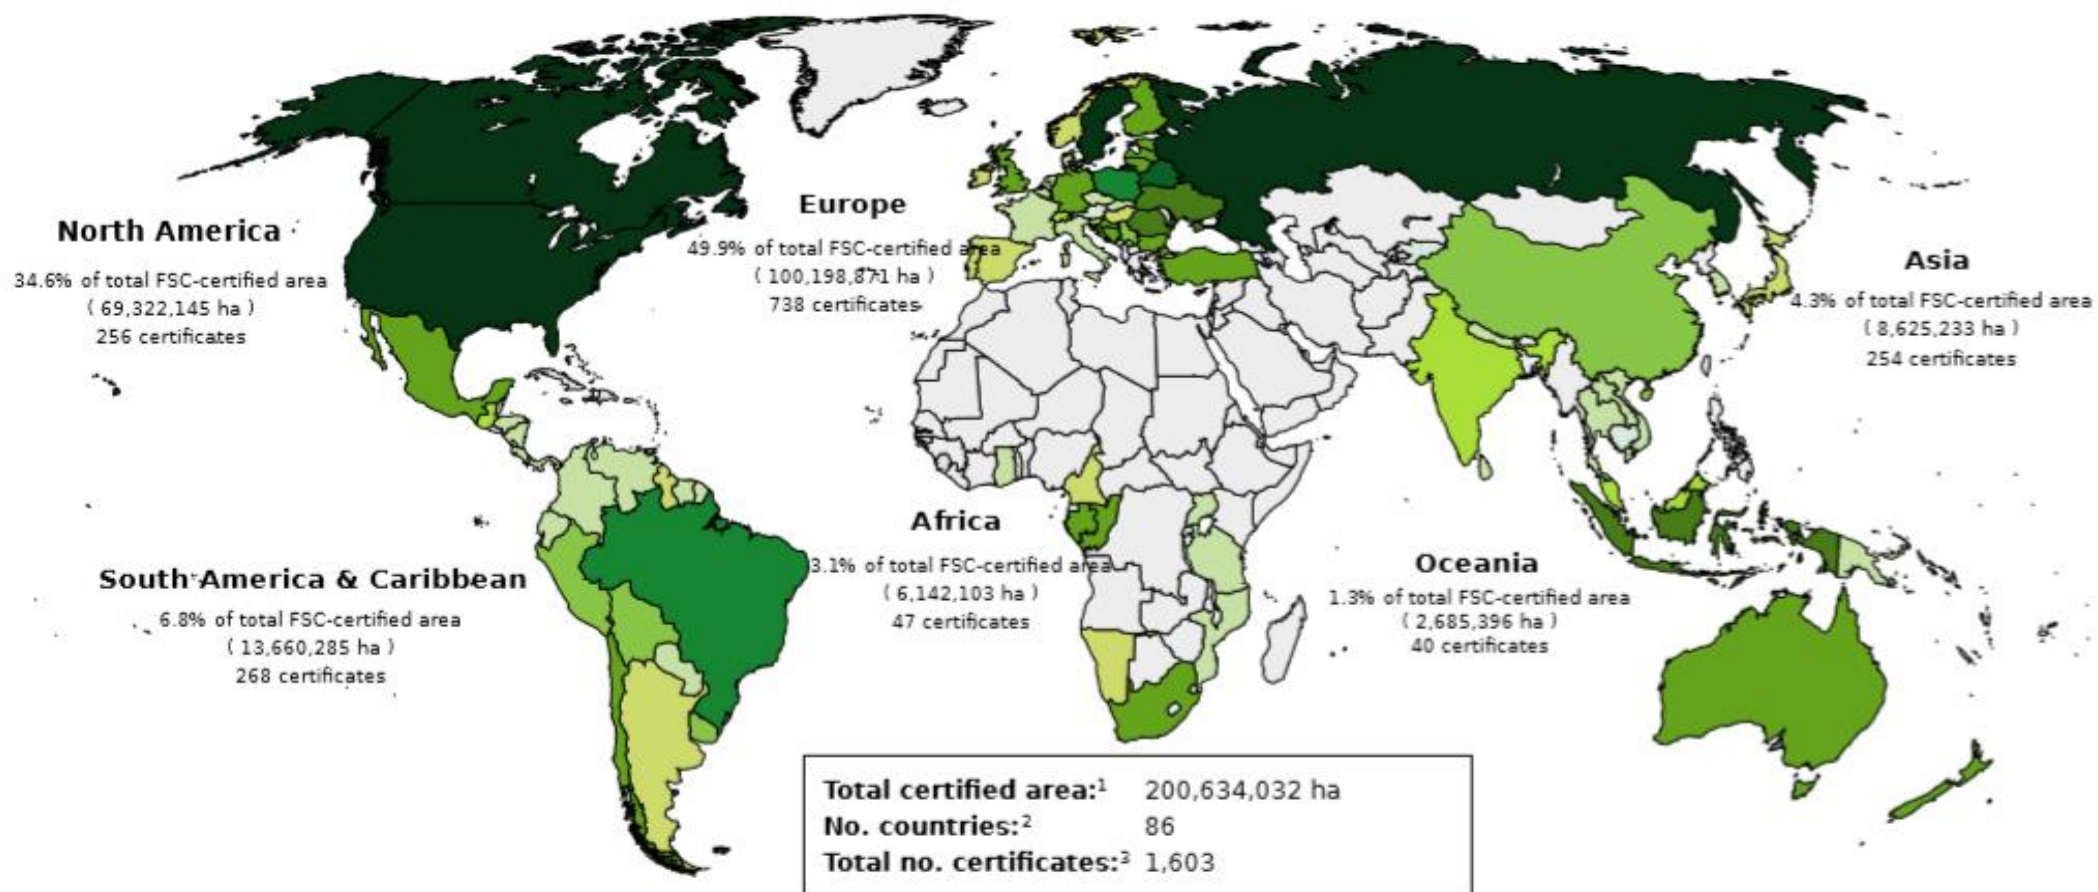 North America
34.6% of total FSC-certified area
( 69,322,145 ha )
256 certificates
Europe
49.9% of total FSC-certified area
( 100,198,871 ha )
738 certificates
Asia
4.3% of total FSC-certified area
( 8,625,233 ha )
254 certificates
South America & Caribbean
6.8% of total FSC-certified area
( 13,660,285 ha )
268 certificates
Africa
3.1% of total FSC-certified area
( 6,142,103 ha )
47 certificates
Oceania
1.3% of total FSC-certified area
( 2,685,396 ha )
40 certificates
Total certified area:¹ 200,634,032 ha
No. countries:² 86
Total no. certificates:³ 1,603